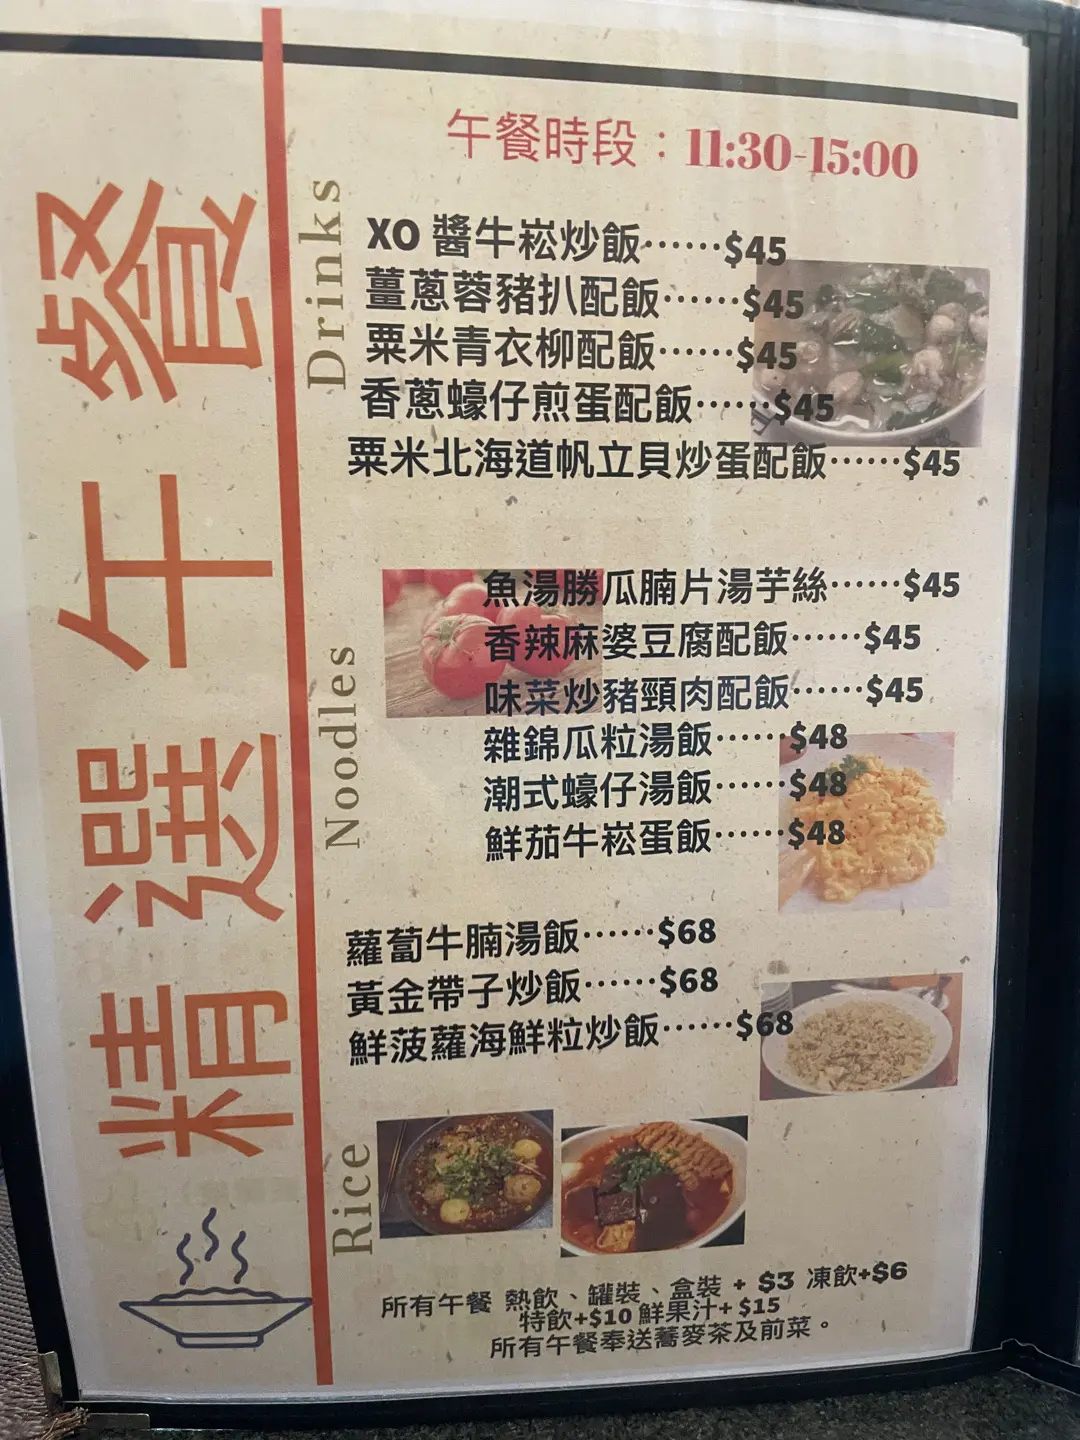 精選午餐
午餐時段：11:30-15:00
Drinks
XO 醬牛崧炒飯……$45
薑蔥蓉豬扒配飯……$45
粟米青衣柳配飯……$45
香蔥蠔仔煎蛋配飯……$45
粟米北海道帆立貝炒蛋配飯……$45
Noodles
魚湯勝瓜腩片湯芋絲……$45
香辣麻婆豆腐配飯……$45
味菜炒豬頸肉配飯……$45
雜錦瓜粒湯飯……$48
潮式蠔仔湯飯……$48
鮮茄牛崧蛋飯……$48
蘿蔔牛腩湯飯……$68
黃金帶子炒飯……$68
鮮菠蘿海鮮粒炒飯……$68
Rice
所有午餐 熱飲、罐裝、盒裝 + $3 凍飲+$6
特飲+$10 鮮果汁+ $15
所有午餐奉送蕎麥茶及前菜。